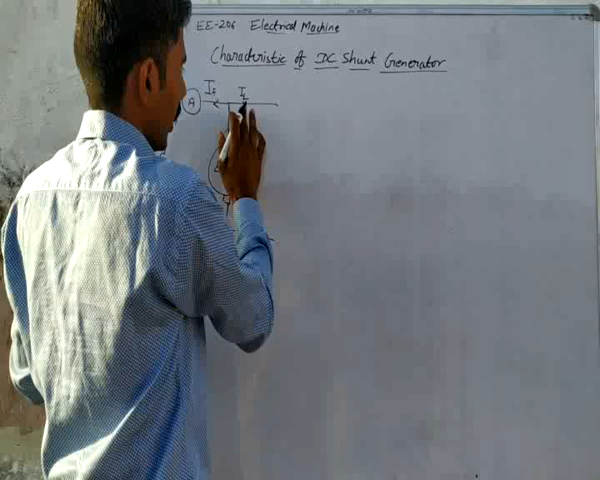 EE-206 Electrical Machine
Characteristic of DC Shunt Generator
A If IL